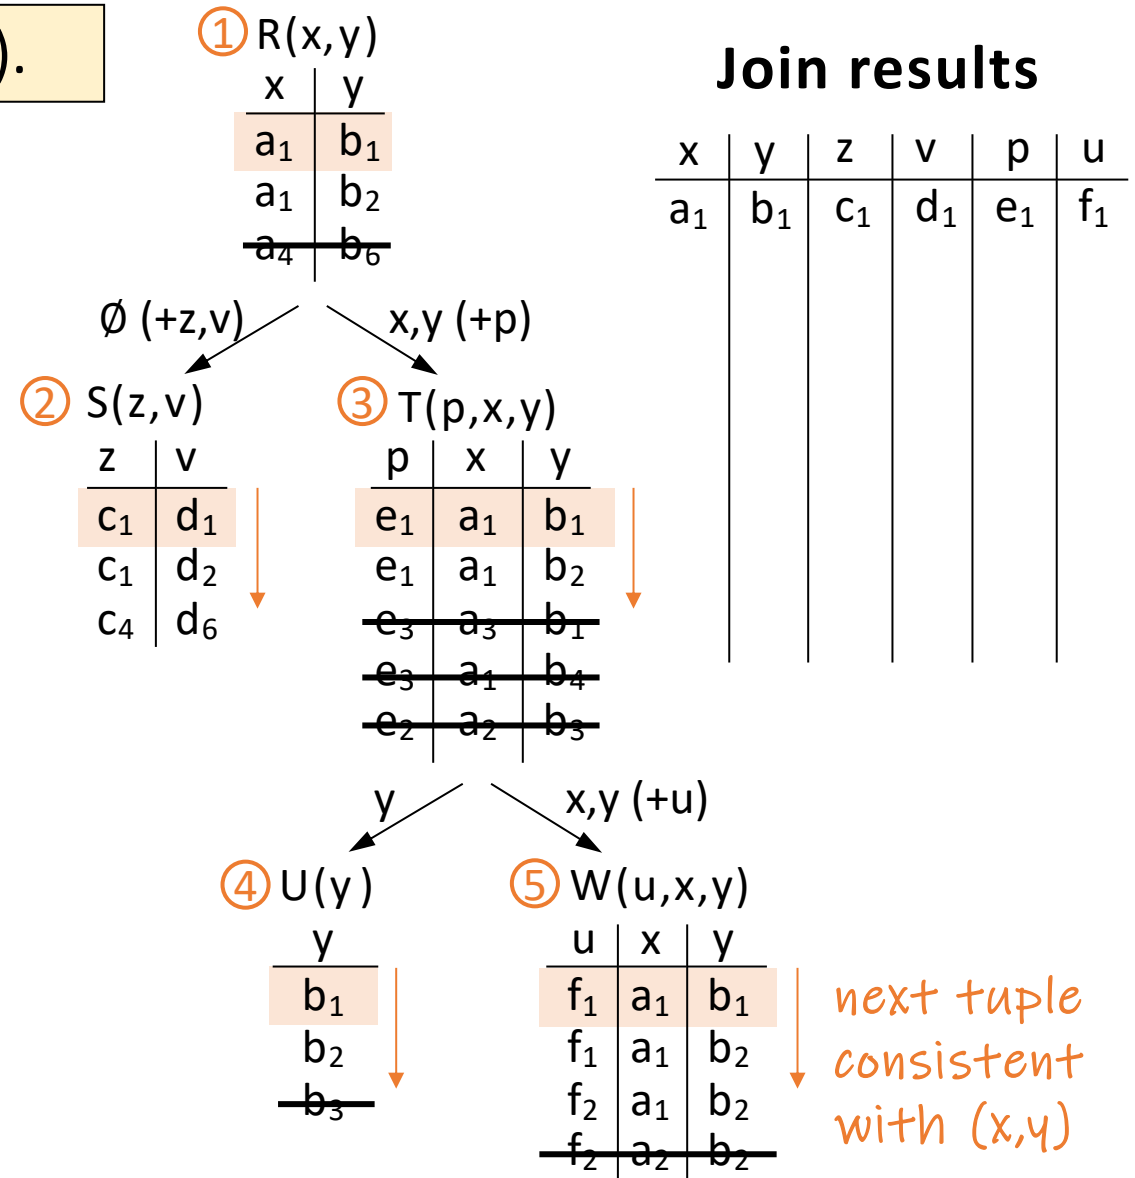 ).
① R(x,y)
x y
a₁ b₁
a₁ b₂
a₄ b₆
Join results
x y z v p u
a₁ b₁ c₁ d₁ e₁ f₁
Ø (+z,v)
x,y (+p)
② S(z,v)
z v
c₁ d₁
c₁ d₂
c₄ d₆
③ T(p,x,y)
p x y
e₁ a₁ b₁
e₁ a₁ b₂
e₃ a₃ b₁
e₃ a₁ b₄
e₂ a₂ b₃
y
x,y (+u)
④ U(y)
y
b₁
b₂
b₃
⑤ W(u,x,y)
u x y
f₁ a₁ b₁
f₁ a₁ b₂
f₂ a₁ b₂
f₂ a₂ b₂
next tuple
consistent
with (x,y)